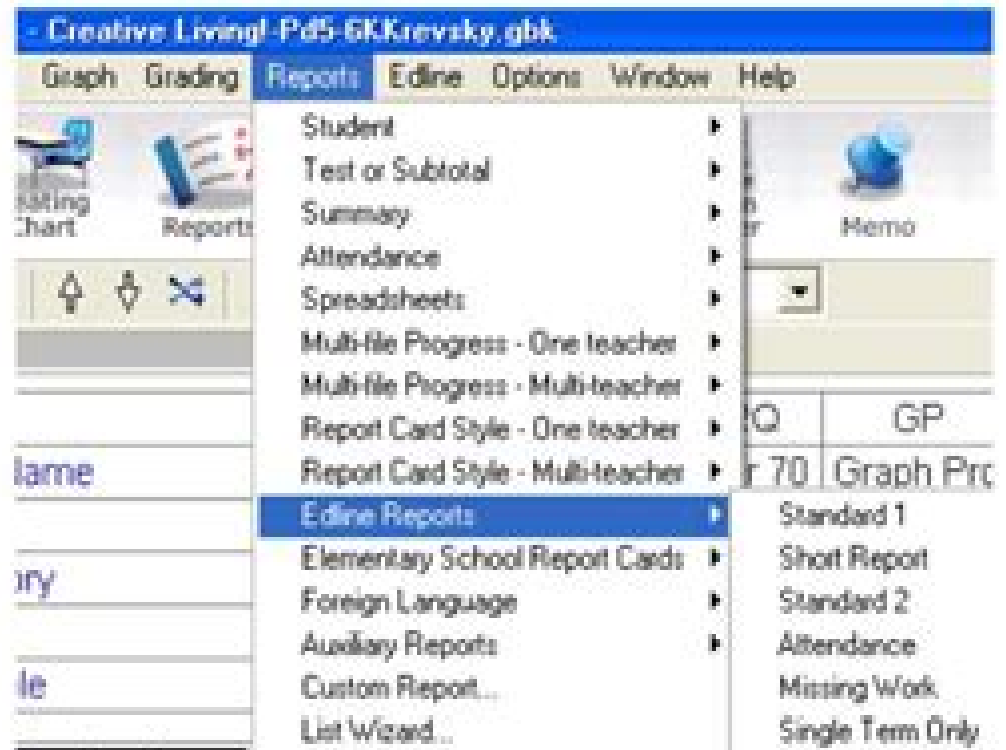 - Creative Living!-Pd5-6KKrevsky.gbk
Graph Grading Reports Edline Options Window Help
Student
Test or Subtotal
Summary
Attendance
Spreadsheets
Multi-file Progress - One teacher
Multi-file Progress - Multi-teacher
Report Card Style - One teacher
Report Card Style - Multi-teacher
Edline Reports
Elementary School Report Cards
Foreign Language
Auxiliary Reports
Custom Report...
List Wizard...
Standard 1
Short Report
Standard 2
Attendance
Missing Work
Single Term Only
Chart
Reports
Memo
GP
70 Graph Pro